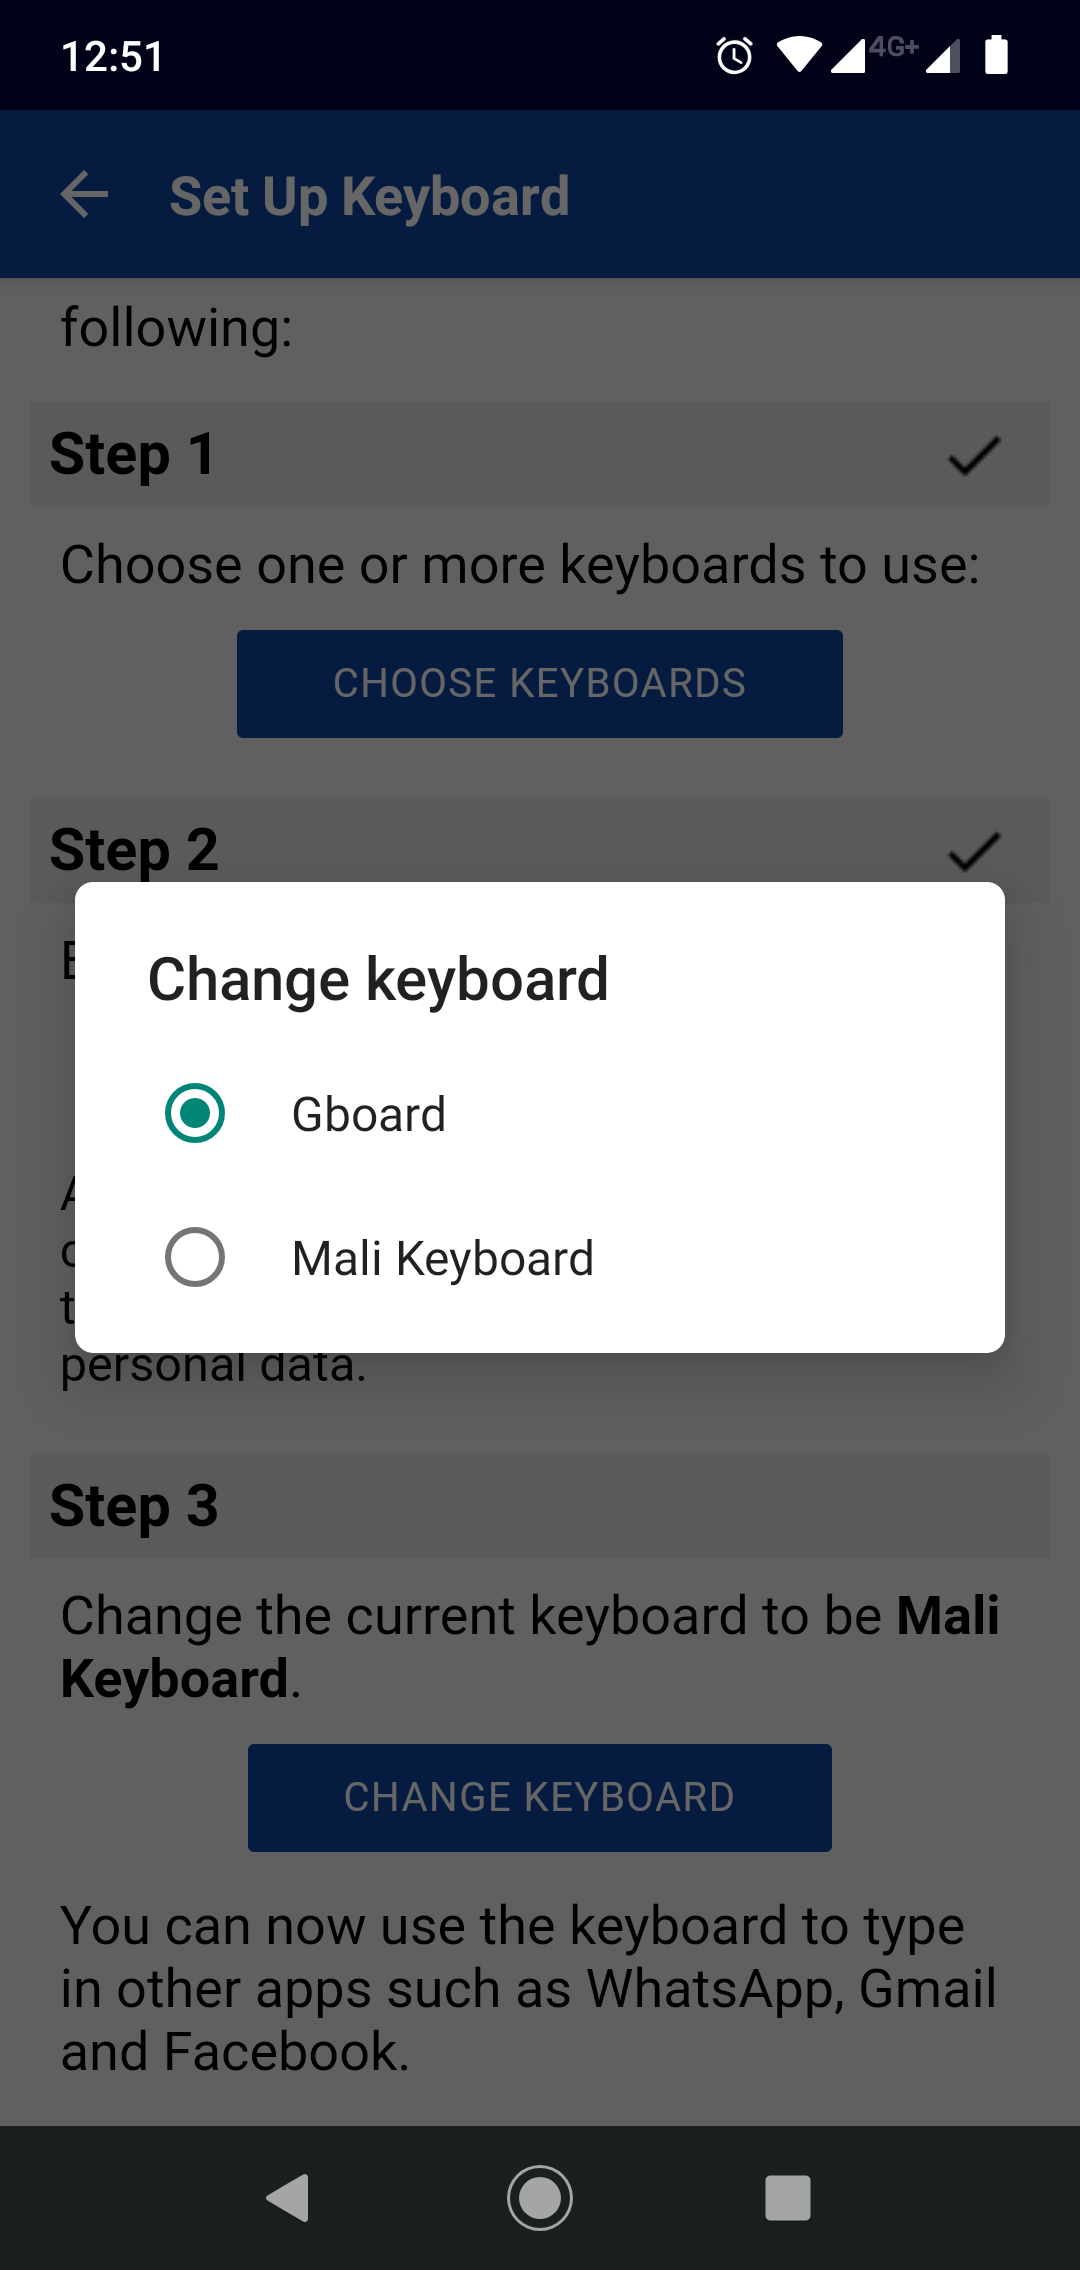 12:51
4G+
Set Up Keyboard
following:
Step 1
Choose one or more keyboards to use:
CHOOSE KEYBOARDS
Step 2
Change keyboard
Gboard
Mali Keyboard
personal data.
Step 3
Change the current keyboard to be Mali
Keyboard.
CHANGE KEYBOARD
You can now use the keyboard to type
in other apps such as WhatsApp, Gmail
and Facebook.